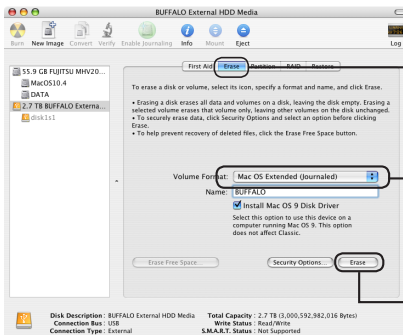 BUFFALO External HDD Media
Burn New Image Convert Verify Enable Journaling Info Mount Eject Log
First Aid Erase Partition RAID Restore
55.9 GB FUJITSU MHV20...
MacOS10.4
DATA
2.7 TB BUFFALO Externa...
disk1s1
To erase a disk or volume, select its icon, specify a format and name, and click Erase.
• Erasing a disk erases all data and volumes on a disk, leaving the disk empty. Erasing a
selected volume erases that volume only, leaving other volumes on the disk unchanged.
• To securely erase data, click Security Options and select an option before clicking
Erase.
• To help prevent recovery of deleted files, click the Erase Free Space button.
Volume Format: Mac OS Extended (Journaled)
Name: BUFFALO
Install Mac OS 9 Disk Driver
Select this option to use this device on a
computer running Mac OS 9. This option
does not affect Classic.
Erase Free Space... Security Options... Erase
Disk Description : BUFFALO External HDD Media Total Capacity : 2.7 TB (3,000,592,982,016 Bytes)
Connection Bus : USB Write Status : Read/Write
Connection Type : External S.M.A.R.T. Status : Not Supported